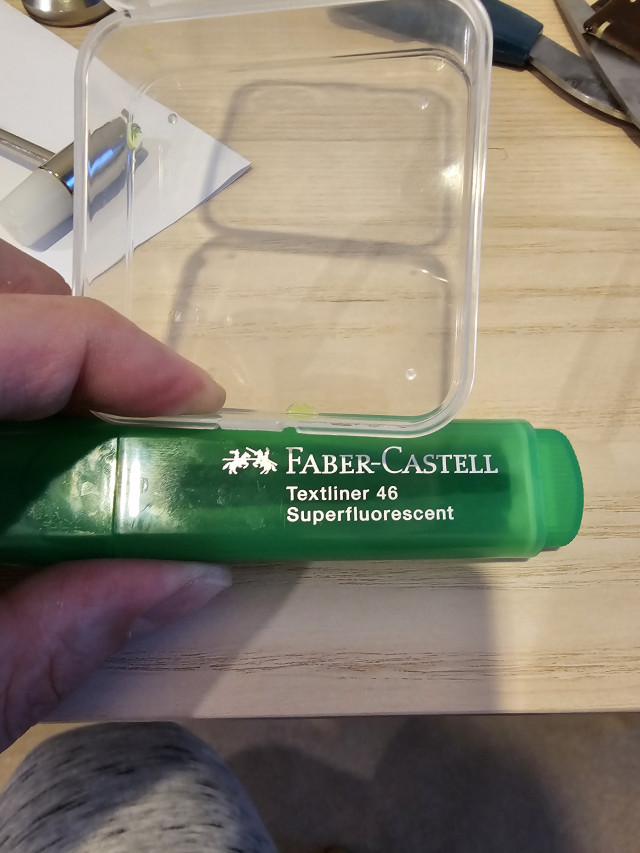 FABER-CASTELL
Textliner 46
Superfluorescent